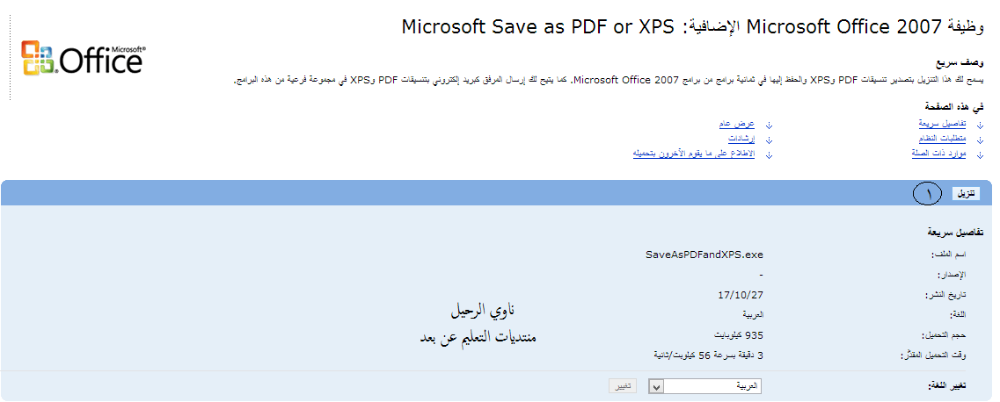 وظيفة Microsoft Office 2007 الإضافية: Microsoft Save as PDF or XPS
Microsoft®
Office
وصف سريع
يسمح لك هذا التنزيل بتصدير تنسيقات PDF وXPS والحفظ إليها في ثمانية برامج من برامج Microsoft Office 2007. كما يتيح لك إرسال المرفق كبريد إلكتروني بتنسيقات PDF وXPS في مجموعة فرعية من هذه البرامج.
في هذه الصفحة
تفاصيل سريعة
عرض عام
متطلبات النظام
إرشادات
موارد ذات الصلة
الاطلاع على ما يقوم الآخرون بتحميله
تنزيل
١
تفاصيل سريعة
اسم الملف: SaveAsPDFandXPS.exe
الإصدار: -
تاريخ النشر: 17/10/27
اللغة: العربية
حجم التحميل: 935 كيلوبايت
وقت التحميل المقدّر: 3 دقيقة بسرعة 56 كيلوبت/ثانية
ناوي الرحيل
منتديات التعليم عن بعد
تغيير اللغة: العربية تغيير